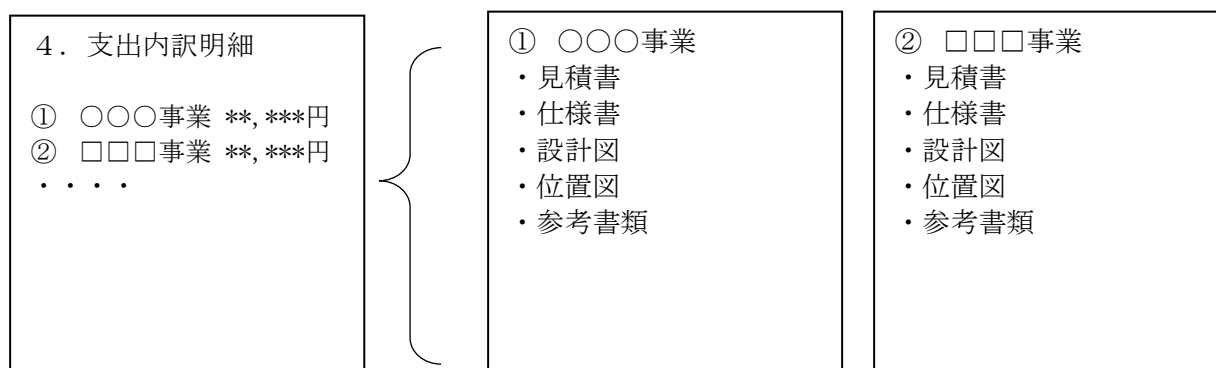 ４．支出内訳明細
① ○○○事業 **,***円
② □□□事業 **,***円
・・・・
① ○○○事業
・見積書
・仕様書
・設計図
・位置図
・参考書類
② □□□事業
・見積書
・仕様書
・設計図
・位置図
・参考書類